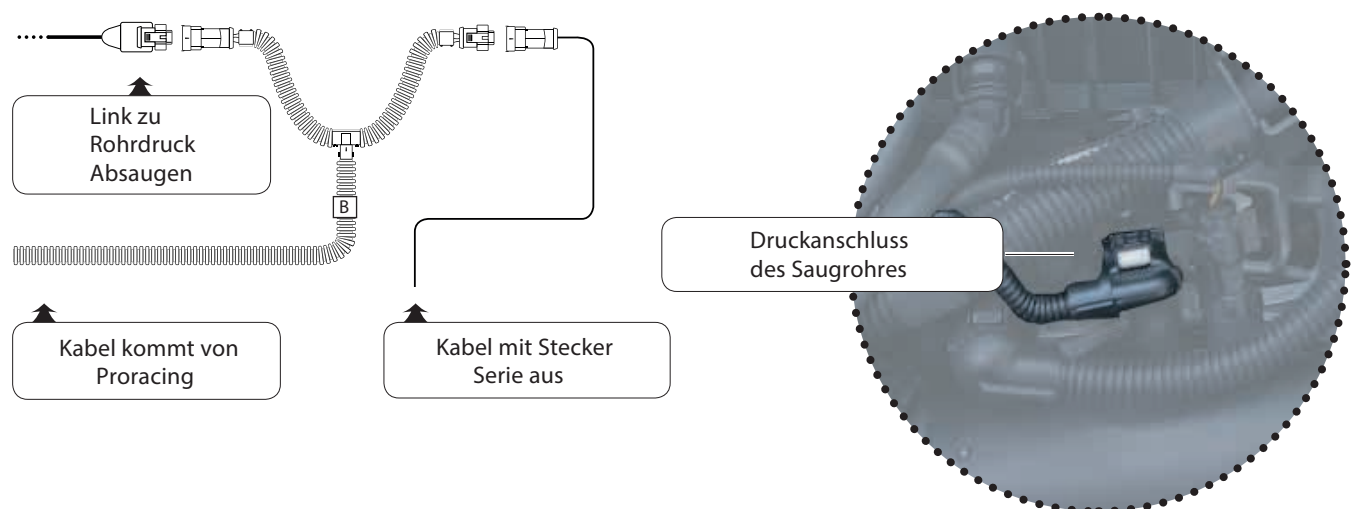 Link zu
Rohrdruck
Absaugen
B
Druckanschluss
des Saugrohres
Kabel kommt von
Proracing
Kabel mit Stecker
Serie aus